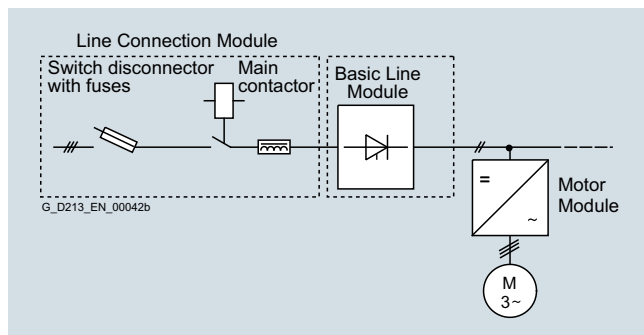 Line Connection Module
Switch disconnector
with fuses
Main
contactor
Basic Line
Module
G_D213_EN_00042b
=
~
Motor
Module
M
3~